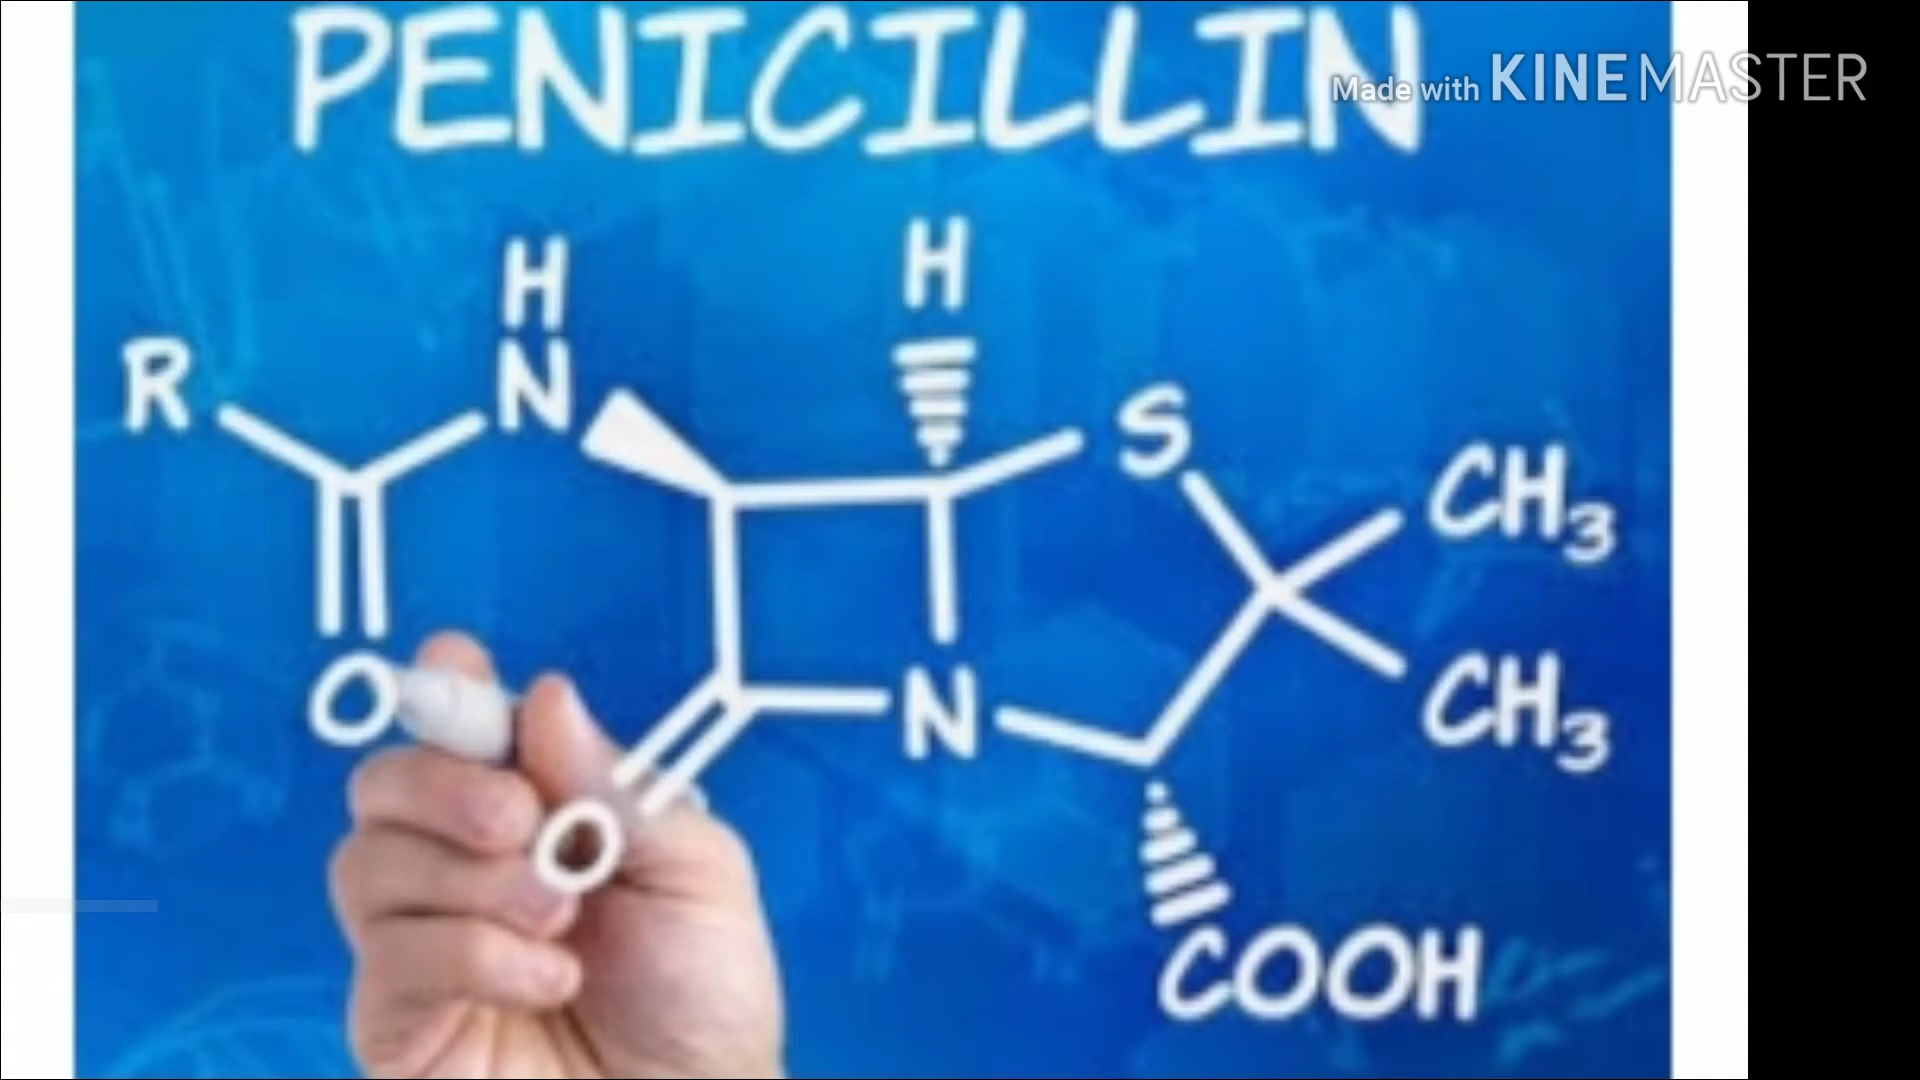 PENICILLIN
Made with KINEMASTER
H
H
R
N
S
CH3
O
N
CH3
O
COOH